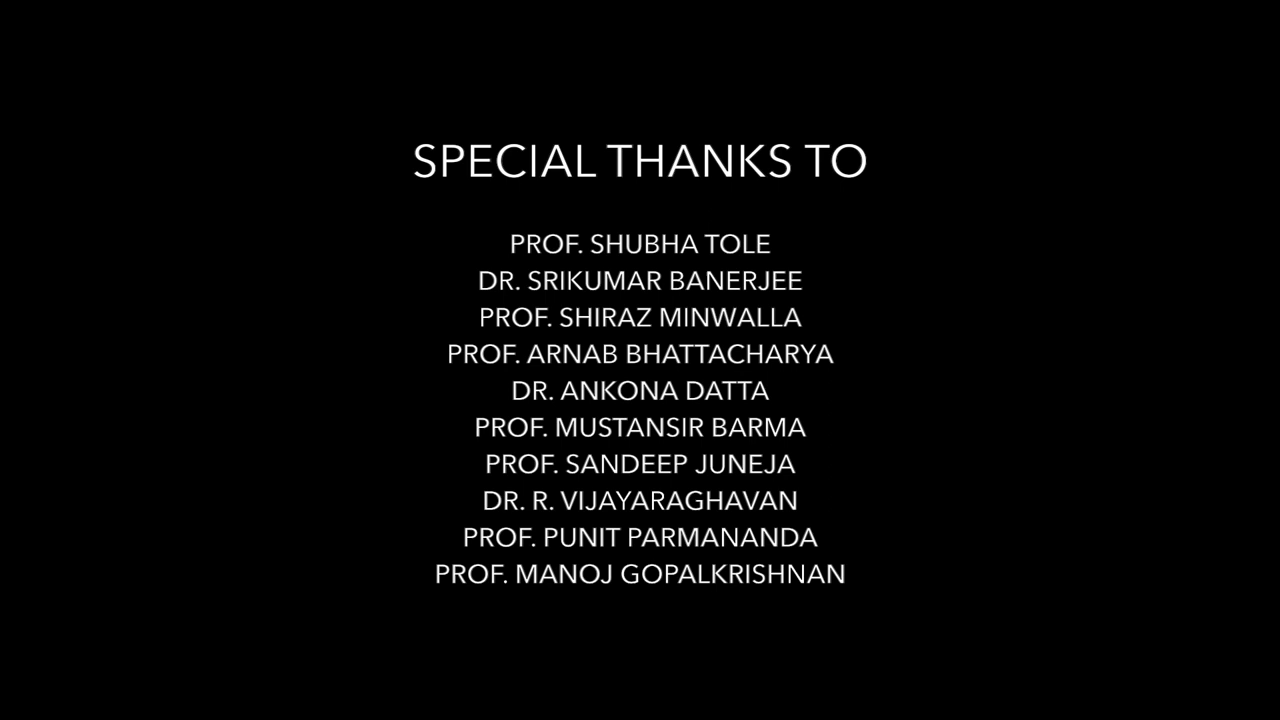 SPECIAL THANKS TO
PROF. SHUBHA TOLE
DR. SRIKUMAR BANERJEE
PROF. SHIRAZ MINWALLA
PROF. ARNAB BHATTACHARYA
DR. ANKONA DATTA
PROF. MUSTANSIR BARMA
PROF. SANDEEP JUNEJA
DR. R. VIJAYARAGHAVAN
PROF. PUNIT PARMANANDA
PROF. MANOJ GOPALKRISHNAN